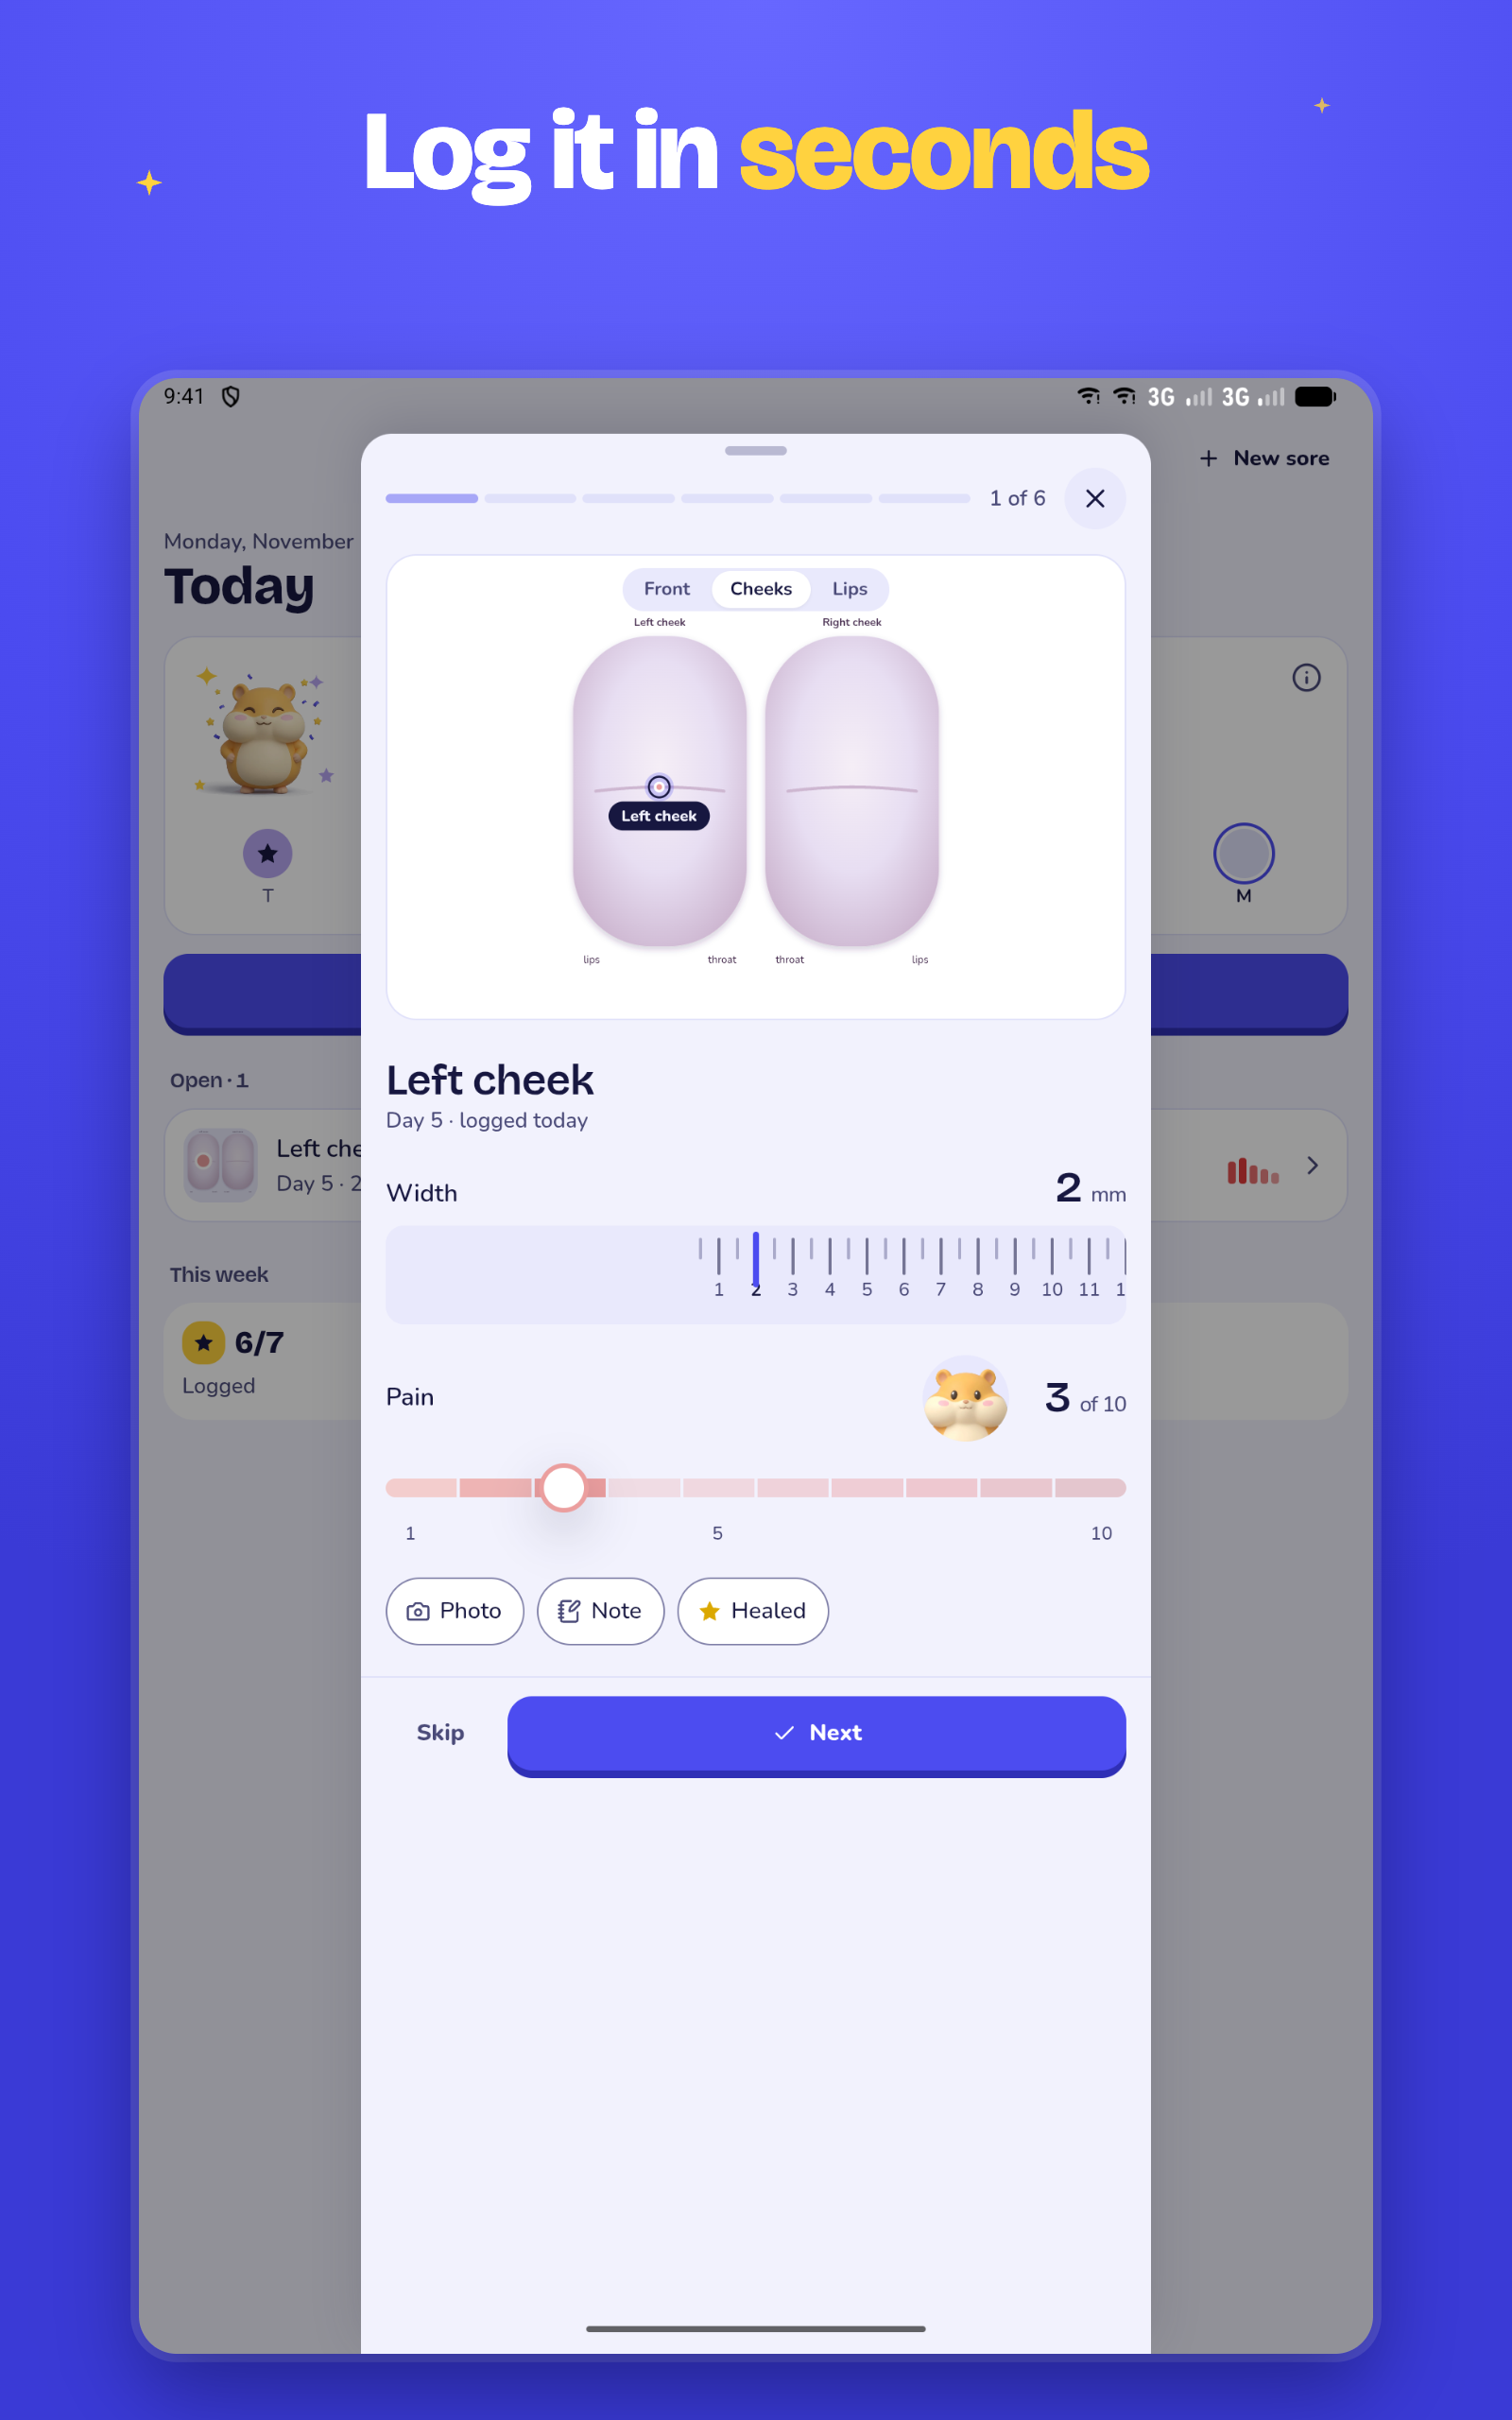 Log it in seconds
9:41
3G 3G
New sore
1 of 6
Monday, November
Today
Front Cheeks Lips
Left cheek Right cheek
Left cheek
lips throat throat lips
T
M
Left cheek
Day 5 · logged today
Open · 1
Left che
Day 5 · 2
Width 2 mm
1 2 3 4 5 6 7 8 9 10 11 1
This week
6/7
Logged
Pain 3 of 10
1 5 10
Photo Note Healed
Skip Next